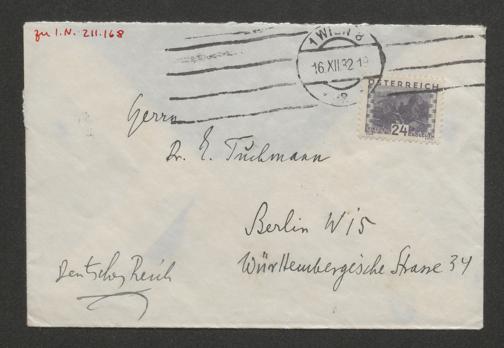 zu I.N. 211.168
1 WIEN 8
16.XII.32.19
ÖSTERREICH
24
Herrn
Dr. E. Tuchmann
Berlin W 15
Württembergische Strasse 34
Deutsches Reich